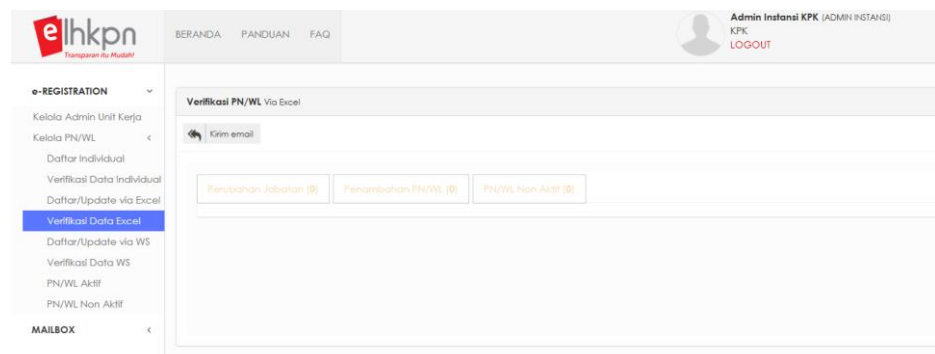 elhkpn
Transparan itu Mudah!
BERANDA PANDUAN FAQ
Admin Instansi KPK (ADMIN INSTANSI)
KPK
LOGOUT
e-REGISTRATION
Kelola Admin Unit Kerja
Kelola PN/WL
Daftar Individual
Verifikasi Data Individual
Daftar/Update via Excel
Verifikasi Data Excel
Daftar/Update via WS
Verifikasi Data WS
PN/WL Aktif
PN/WL Non Aktif
MAILBOX
Verifikasi PN/WL Via Excel
Kirim email
Perubahan Jabatan (0) Penambahan PN/WL (0) PN/WL Non Aktif (0)